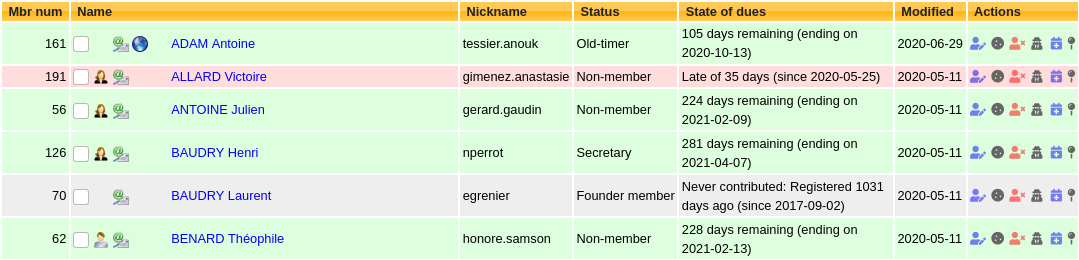 Mbr num Name Nickname Status State of dues Modified Actions
161 ADAM Antoine tessier.anouk Old-timer 105 days remaining (ending on 2020-06-29
2020-10-13)
191 ALLARD Victoire gimenez.anastasie Non-member Late of 35 days (since 2020-05-25) 2020-05-11
56 ANTOINE Julien gerard.gaudin Non-member 224 days remaining (ending on 2020-05-11
2021-02-09)
126 BAUDRY Henri nperrot Secretary 281 days remaining (ending on 2020-05-11
2021-04-07)
70 BAUDRY Laurent egrenier Founder member Never contributed: Registered 1031 2020-05-11
days ago (since 2017-09-02)
62 BENARD Théophile honore.samson Non-member 228 days remaining (ending on 2020-05-11
2021-02-13)